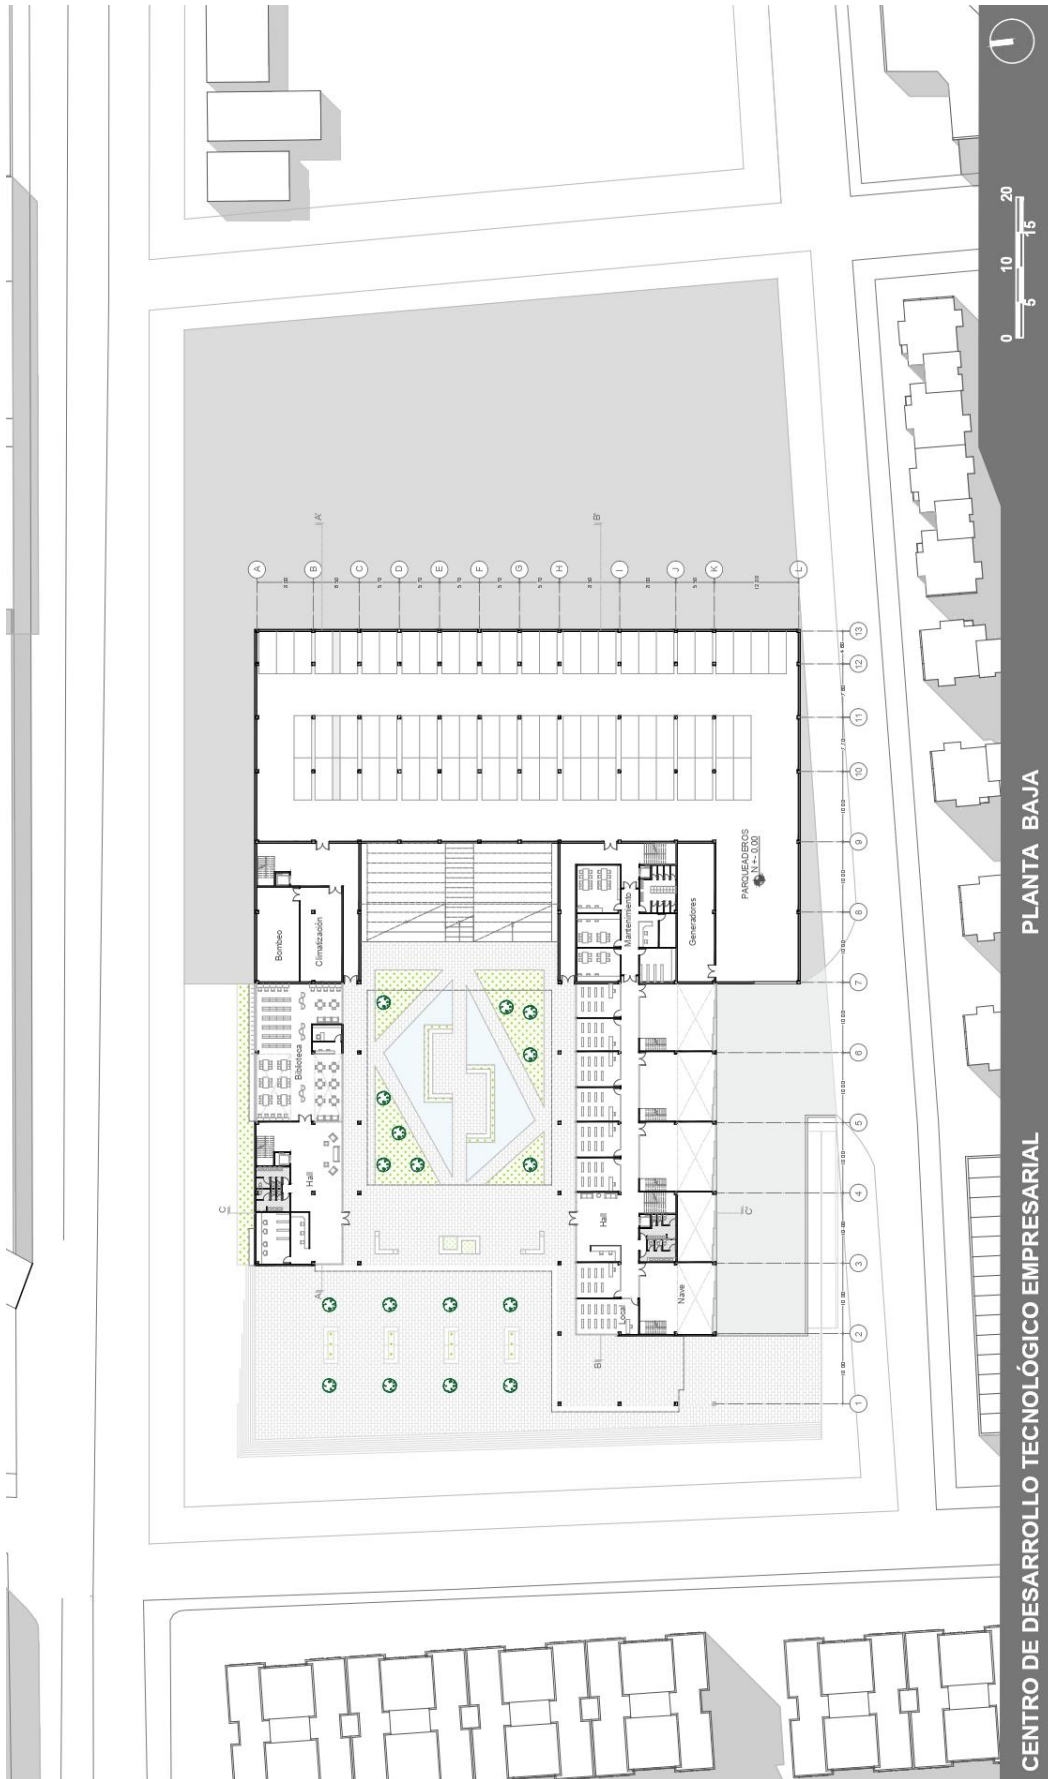 CENTRO DE DESARROLLO TECNOLÓGICO EMPRESARIAL
PLANTA BAJA
0
5
10
15
20
A
B
C
D
E
F
G
H
I
J
K
L
1
2
3
4
5
6
7
8
9
10
11
12
13
A
A'
B
B'
C
C'
Bombeo
Climatización
Biblioteca
Hall
Mantenimiento
Generadores
PARQUEADEROS
N +- 0.00
Hall
Local
Nave